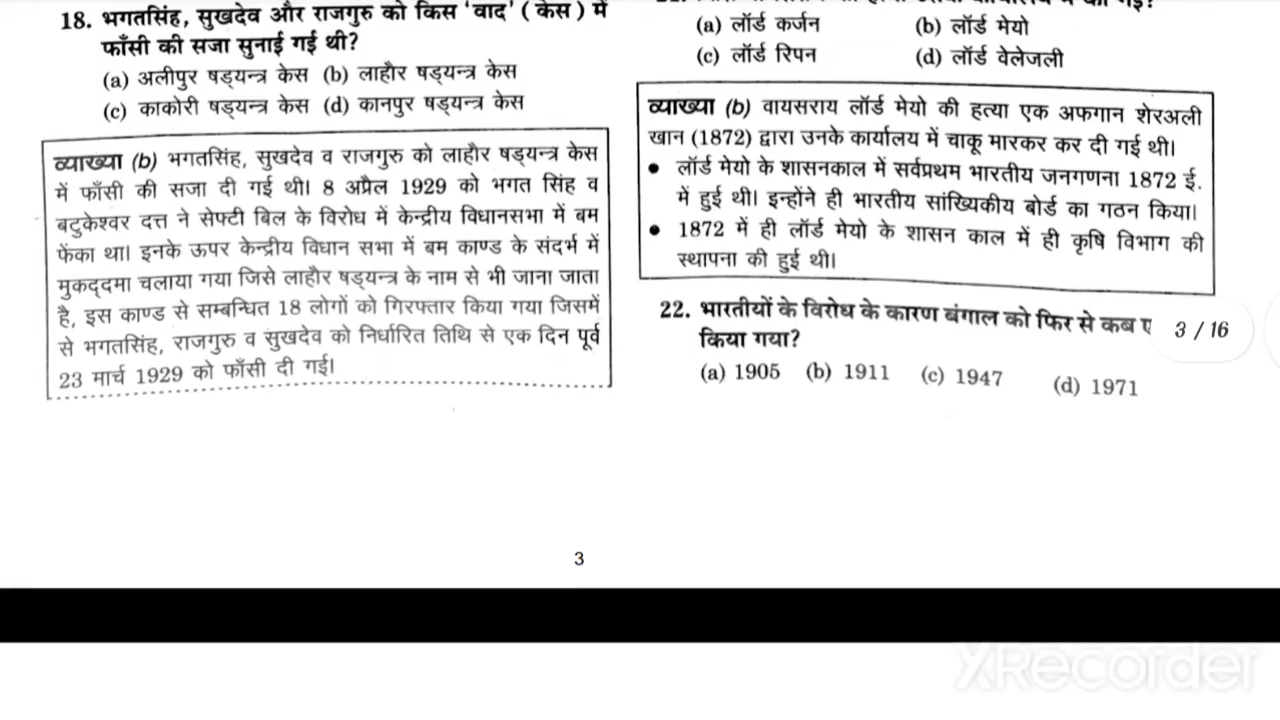 18. भगतसिंह, सुखदेव और राजगुरु को किस 'वाद' ( केस ) में
फाँसी की सजा सुनाई गई थी?
(a) अलीपुर षड्यन्त्र केस (b) लाहौर षड्यन्त्र केस
(c) काकोरी षड्यन्त्र केस (d) कानपुर षड्यन्त्र केस
व्याख्या (b) भगतसिंह, सुखदेव व राजगुरु को लाहौर षड्यन्त्र केस
में फाँसी की सजा दी गई थी। 8 अप्रैल 1929 को भगत सिंह व
बटुकेश्वर दत्त ने सेफ्टी बिल के विरोध में केन्द्रीय विधानसभा में बम
फेंका था। इनके ऊपर केन्द्रीय विधान सभा में बम काण्ड के संदर्भ में
मुकद्दमा चलाया गया जिसे लाहौर षड्यन्त्र के नाम से भी जाना जाता
है, इस काण्ड से सम्बन्धित 18 लोगों को गिरफ्तार किया गया जिसमें
से भगतसिंह, राजगुरु व सुखदेव को निर्धारित तिथि से एक दिन पूर्व
23 मार्च 1929 को फाँसी दी गई।
(a) लॉर्ड कर्जन (b) लॉर्ड मेयो
(c) लॉर्ड रिपन (d) लॉर्ड वेलेजली
व्याख्या (b) वायसराय लॉर्ड मेयो की हत्या एक अफगान शेरअली
खान (1872) द्वारा उनके कार्यालय में चाकू मारकर कर दी गई थी।
• लॉर्ड मेयो के शासनकाल में सर्वप्रथम भारतीय जनगणना 1872 ई.
में हुई थी। इन्होंने ही भारतीय सांख्यिकीय बोर्ड का गठन किया।
• 1872 में ही लॉर्ड मेयो के शासन काल में ही कृषि विभाग की
स्थापना की हुई थी।
22. भारतीयों के विरोध के कारण बंगाल को फिर से कब
किया गया?
(a) 1905 (b) 1911 (c) 1947 (d) 1971
3 / 16
3
XRecorder